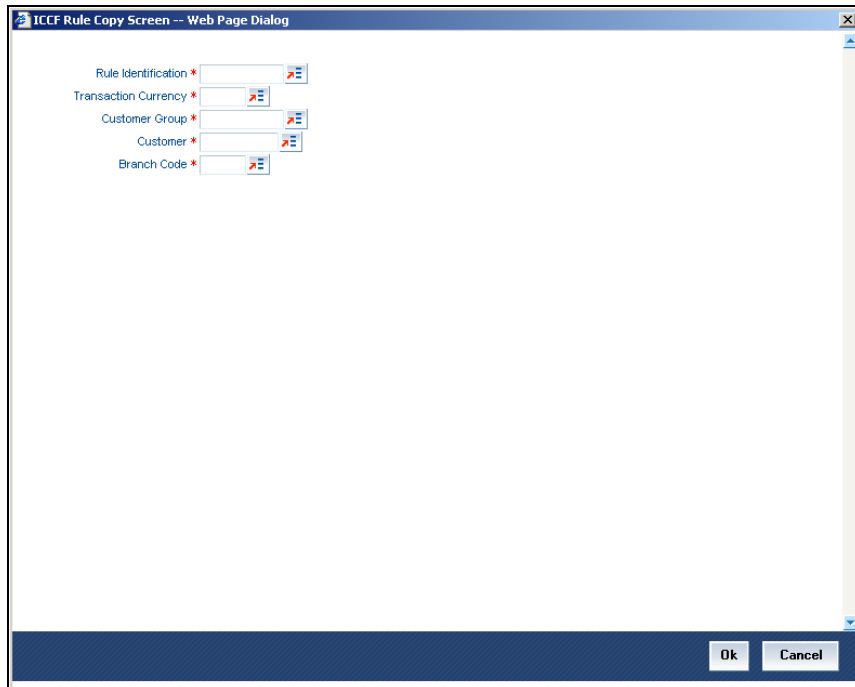 ICCF Rule Copy Screen -- Web Page Dialog
Rule Identification *
Transaction Currency *
Customer Group *
Customer *
Branch Code *
Ok Cancel